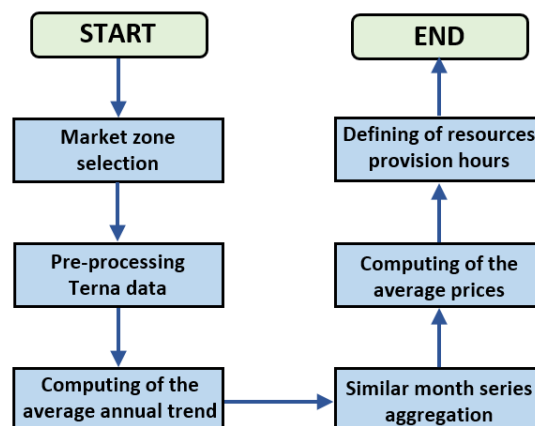 START
Market zone
selection
Pre-processing
Terna data
Computing of the
average annual trend
Similar month series
aggregation
Computing of the
average prices
Defining of resources
provision hours
END